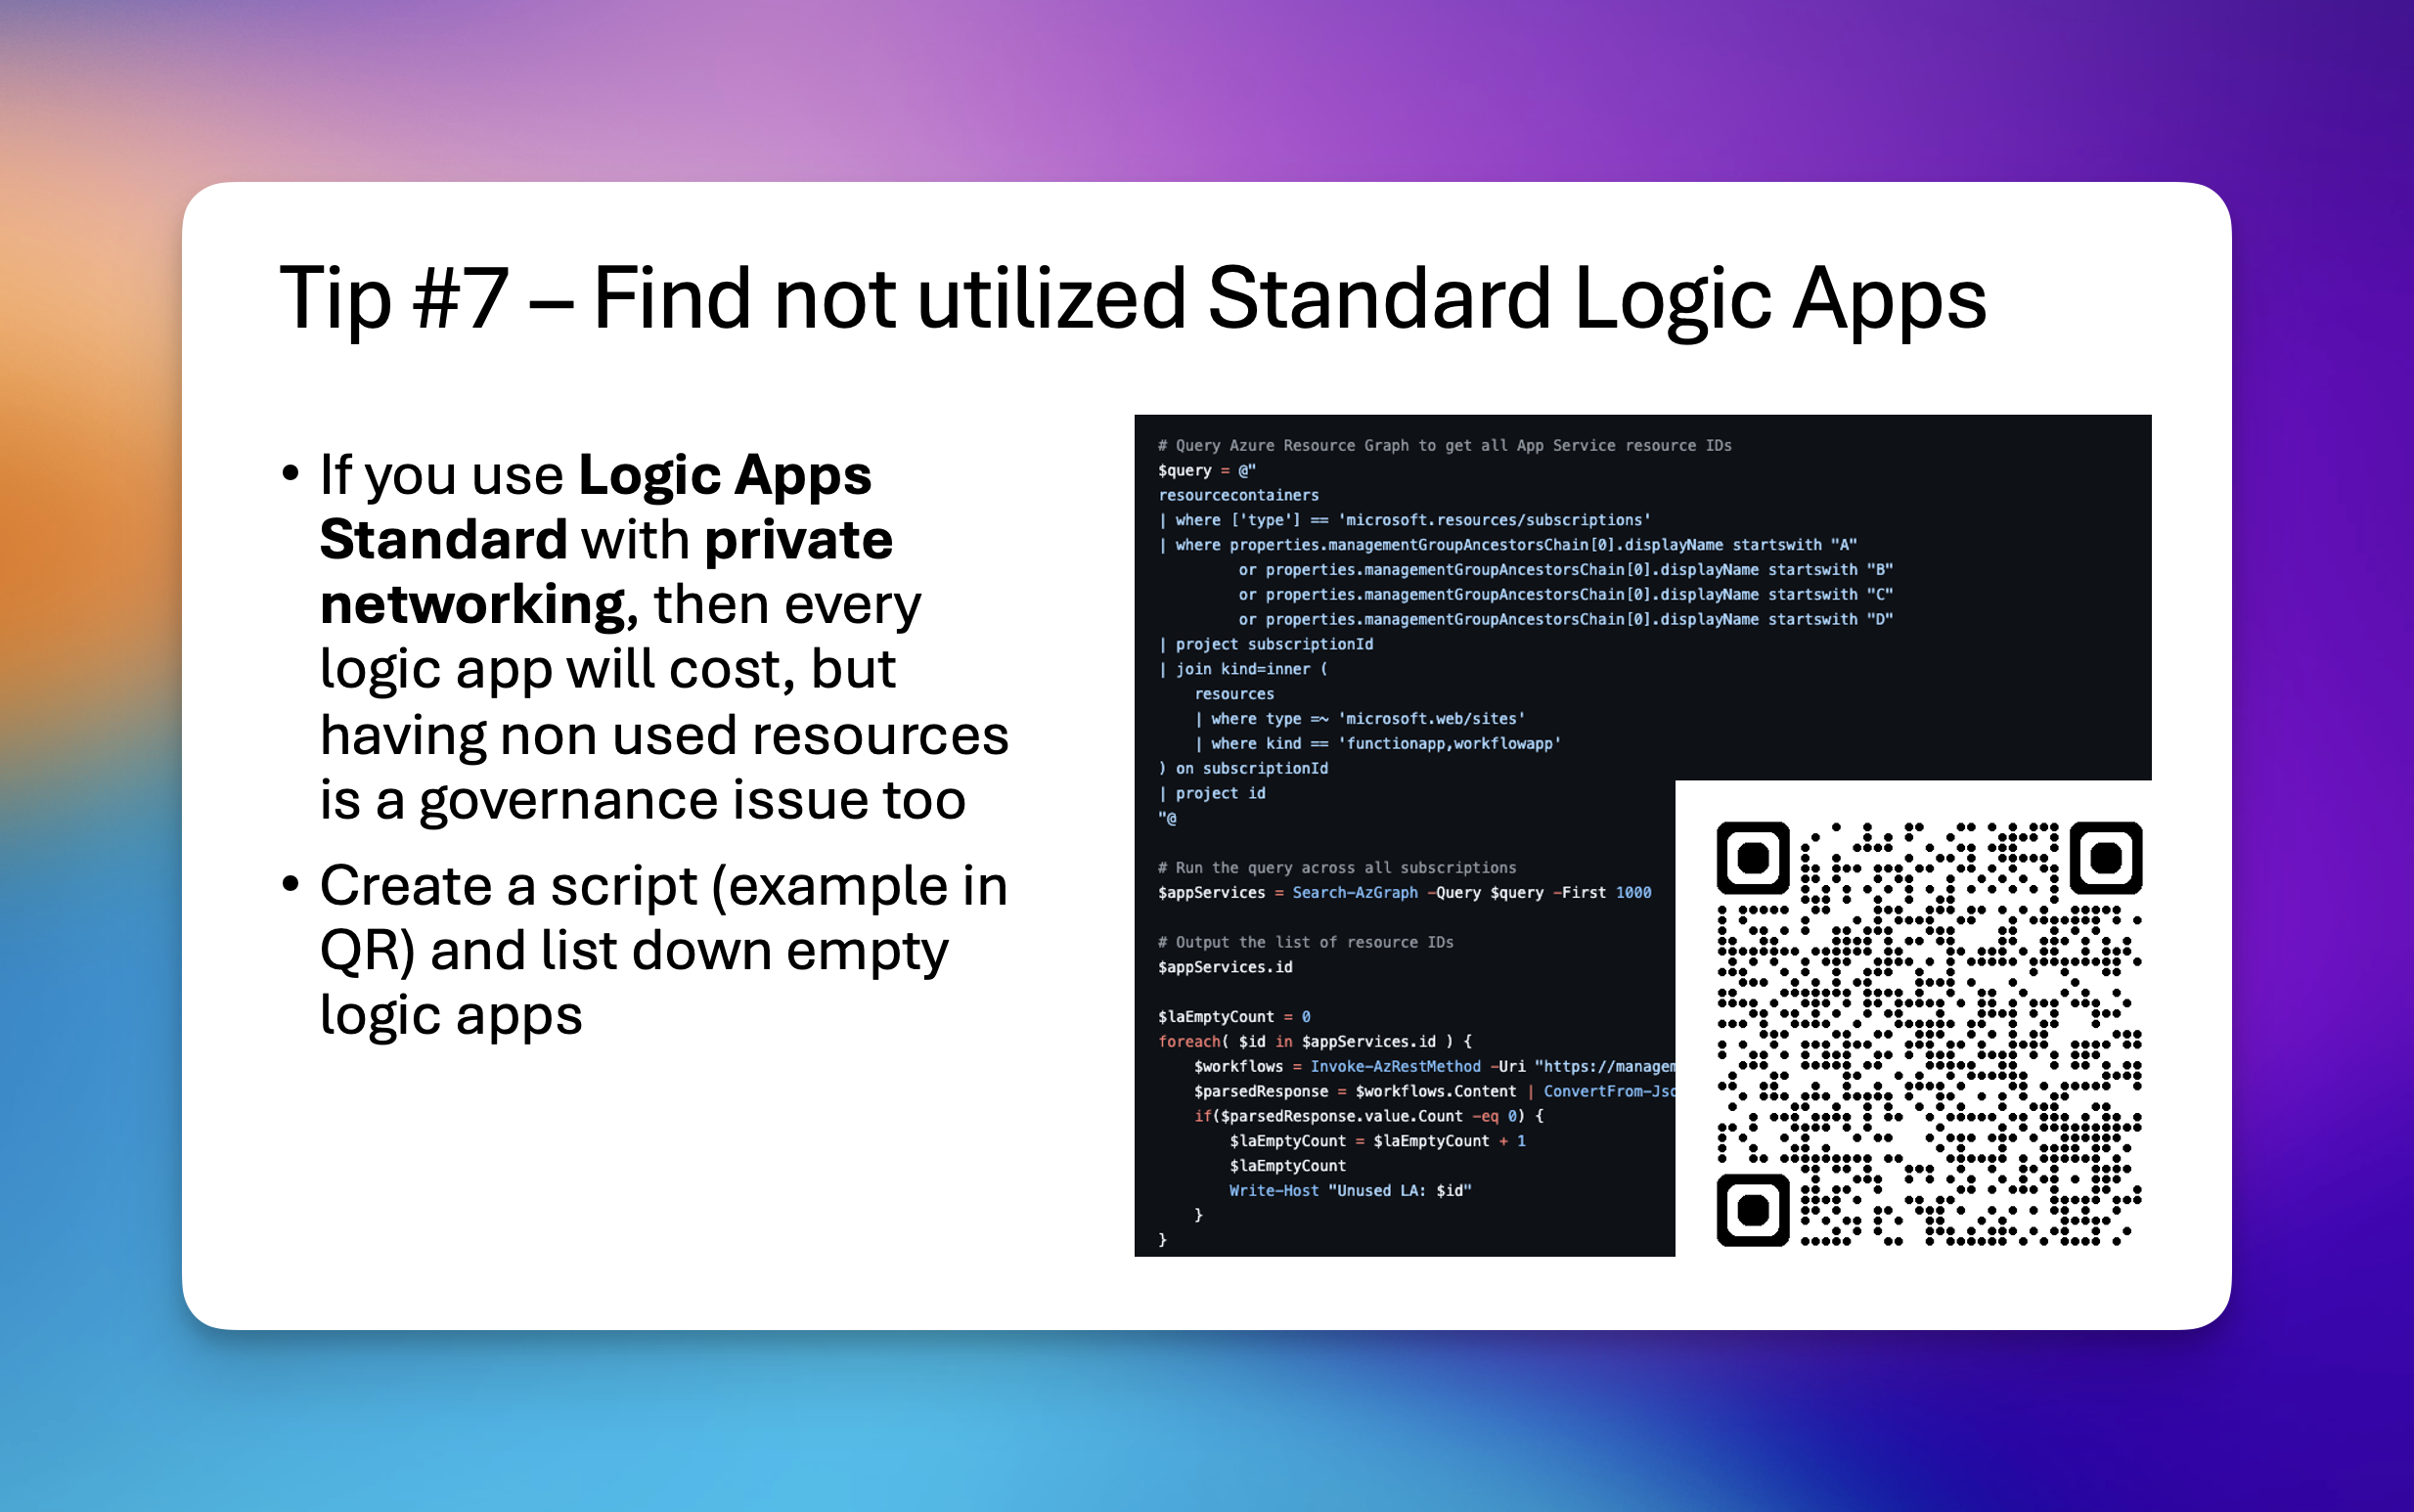 Tip #7 – Find not utilized Standard Logic Apps
• If you use Logic Apps
Standard with private
networking, then every
logic app will cost, but
having non used resources
is a governance issue too
• Create a script (example in
QR) and list down empty
logic apps
# Query Azure Resource Graph to get all App Service resource IDs
$query = @"
resourcecontainers
| where ['type'] == 'microsoft.resources/subscriptions'
| where properties.managementGroupAncestorsChain[0].displayName startswith "A"
         or properties.managementGroupAncestorsChain[0].displayName startswith "B"
         or properties.managementGroupAncestorsChain[0].displayName startswith "C"
         or properties.managementGroupAncestorsChain[0].displayName startswith "D"
| project subscriptionId
| join kind=inner (
    resources
    | where type =~ 'microsoft.web/sites'
    | where kind == 'functionapp,workflowapp'
) on subscriptionId
| project id
"@
# Run the query across all subscriptions
$appServices = Search-AzGraph -Query $query -First 1000
# Output the list of resource IDs
$appServices.id
$laEmptyCount = 0
foreach( $id in $appServices.id ) {
    $workflows = Invoke-AzRestMethod -Uri "https://managem
    $parsedResponse = $workflows.Content | ConvertFrom-Jso
    if($parsedResponse.value.Count -eq 0) {
        $laEmptyCount = $laEmptyCount + 1
        $laEmptyCount
        Write-Host "Unused LA: $id"
    }
}